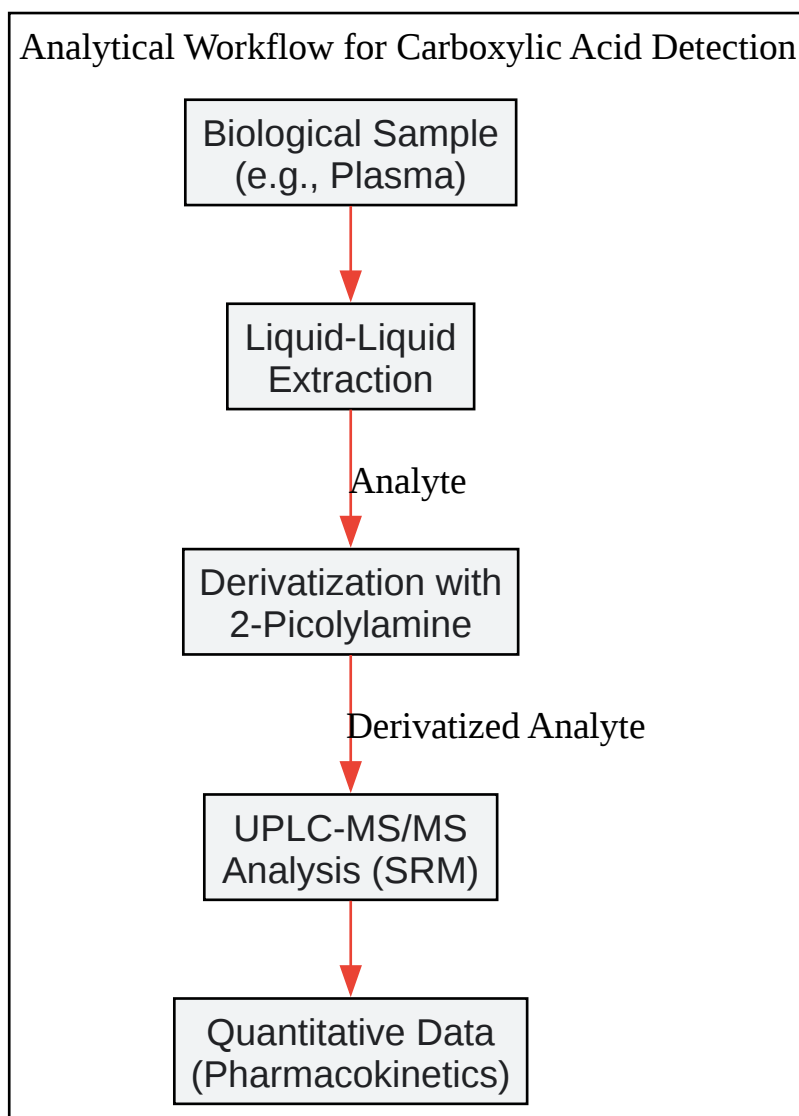 Analytical Workflow for Carboxylic Acid Detection
Biological Sample
(e.g., Plasma)
Liquid-Liquid
Extraction
Analyte
Derivatization with
2-Picolylamine
Derivatized Analyte
UPLC-MS/MS
Analysis (SRM)
Quantitative Data
(Pharmacokinetics)